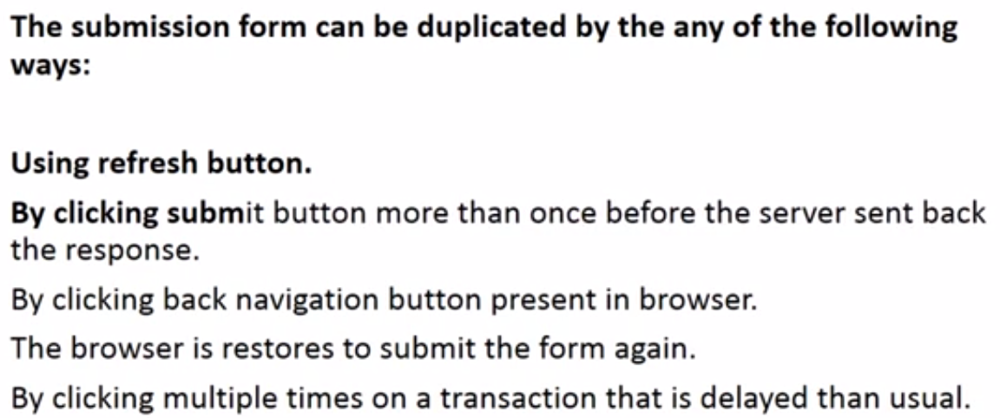 The submission form can be duplicated by the any of the following
ways:
Using refresh button.
By clicking submit button more than once before the server sent back
the response.
By clicking back navigation button present in browser.
The browser is restores to submit the form again.
By clicking multiple times on a transaction that is delayed than usual.